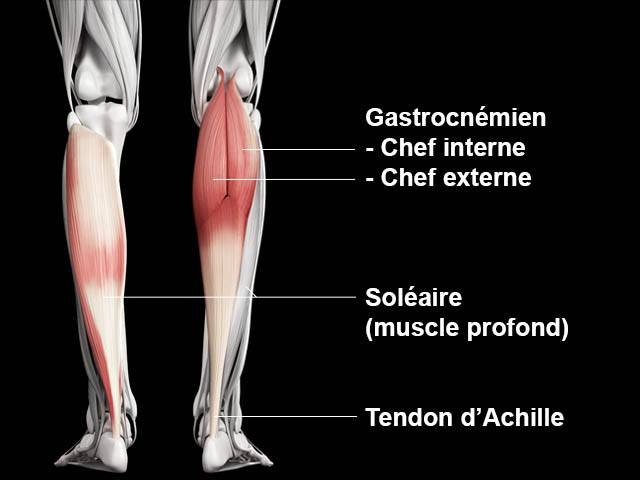 Gastrocnémien
- Chef interne
- Chef externe
Soléaire
(muscle profond)
Tendon d’Achille